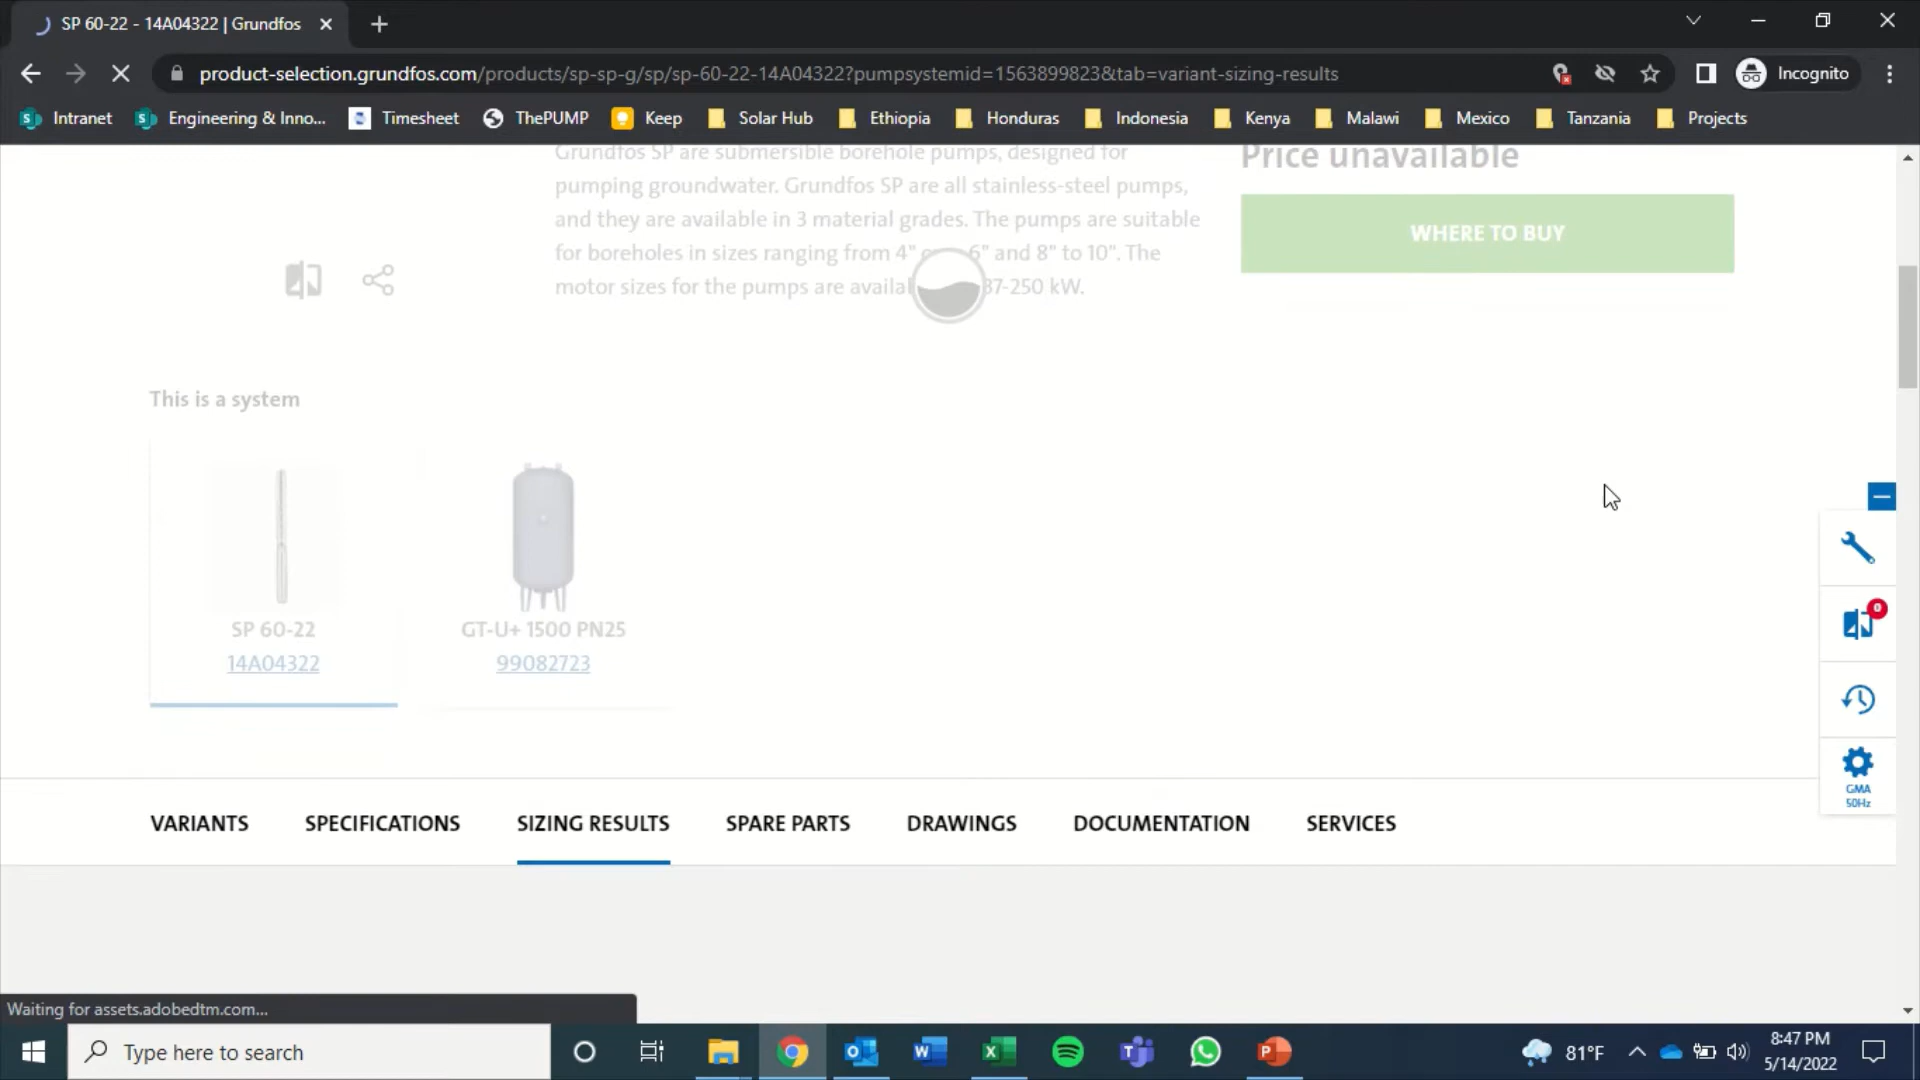 SP 60-22 - 14A04322 | Grundfos
product-selection.grundfos.com/products/sp-sp-g/sp/sp-60-22-14A04322?pumpsystemid=1563899823&tab=variant-sizing-results
Incognito
Intranet
Engineering & Inno...
Timesheet
ThePUMP
Keep
Solar Hub
Ethiopia
Honduras
Indonesia
Kenya
Malawi
Mexico
Tanzania
Projects
Grundfos SP are submersible borehole pumps, designed for
pumping groundwater. Grundfos SP are all stainless-steel pumps,
and they are available in 3 material grades. The pumps are suitable
for boreholes in sizes ranging from 4" 6" and 8" to 10". The
motor sizes for the pumps are 37-250 kW.
Price unavailable
WHERE TO BUY
This is a system
SP 60-22
14A04322
GT-U+ 1500 PN25
99082723
0
GMA
50Hz
VARIANTS
SPECIFICATIONS
SIZING RESULTS
SPARE PARTS
DRAWINGS
DOCUMENTATION
SERVICES
Waiting for assets.adobedtm.com...
Type here to search
81°F
8:47 PM
5/14/2022